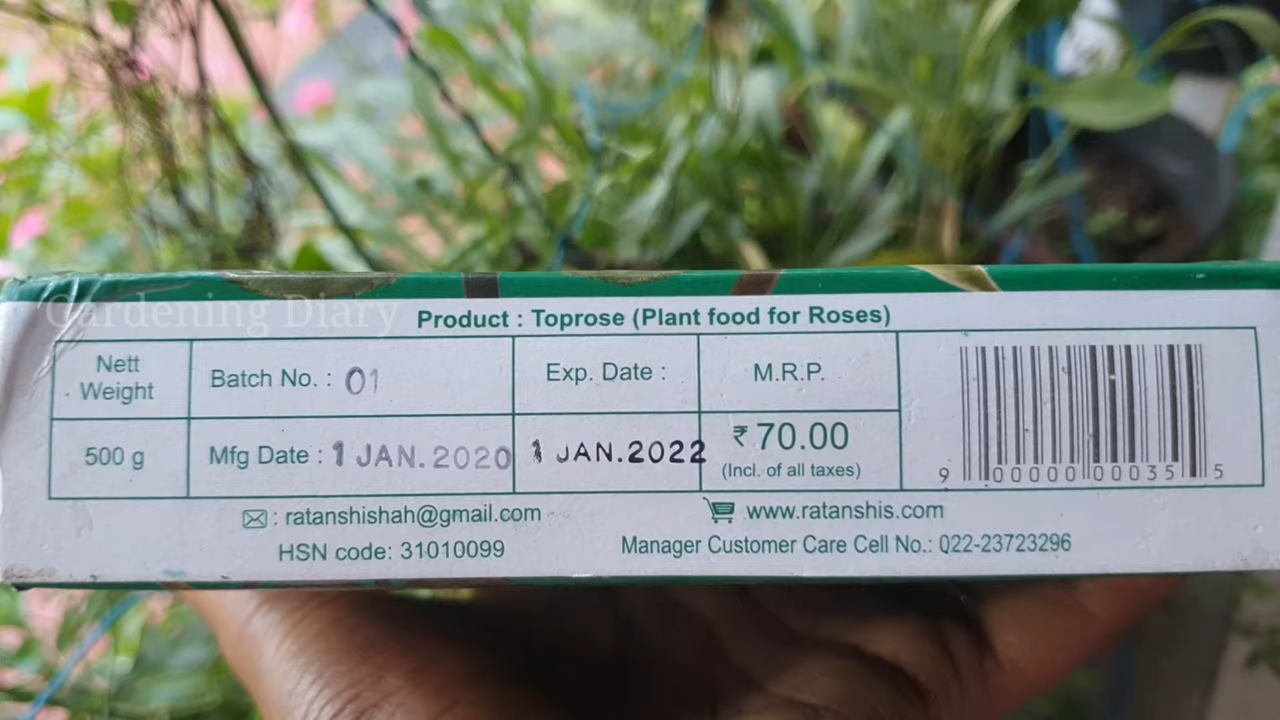 Gardening Diary
Product : Toprose (Plant food for Roses)
Nett Weight
Batch No. : 01
Exp. Date :
M.R.P.
500 g
Mfg Date : 1 JAN. 2020
1 JAN.2022
₹ 70.00
(Incl. of all taxes)
9 00000 00035 5
: ratanshishah@gmail.com
www.ratanshis.com
HSN code: 31010099
Manager Customer Care Cell No.: 022-23723296